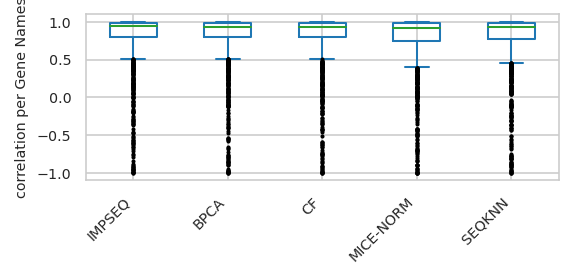 correlation per Gene Names
1.0
0.5
0.0
−0.5
−1.0
IMPSEQ
BPCA
CF
MICE-NORM
SEQKNN